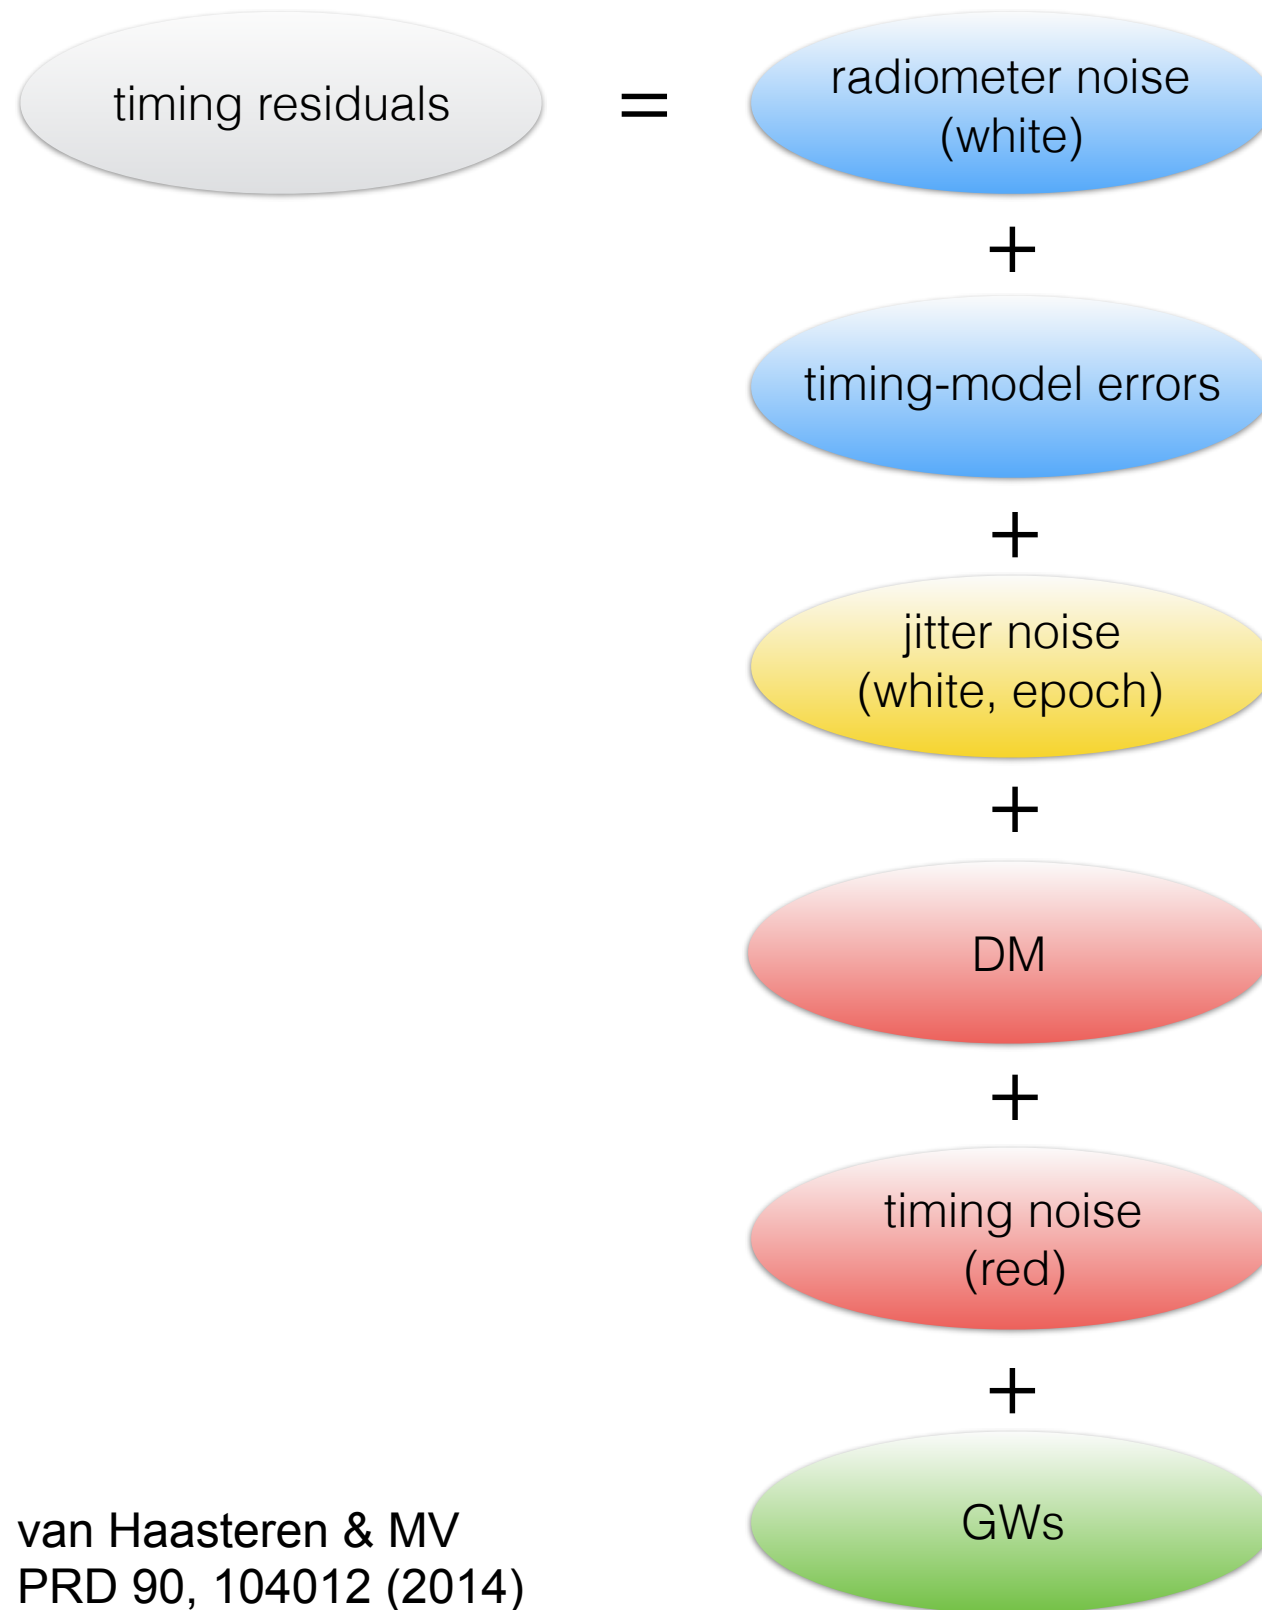 timing residuals
=
radiometer noise
(white)
+
timing-model errors
+
jitter noise
(white, epoch)
+
DM
+
timing noise
(red)
+
GWs
van Haasteren & MV
PRD 90, 104012 (2014)